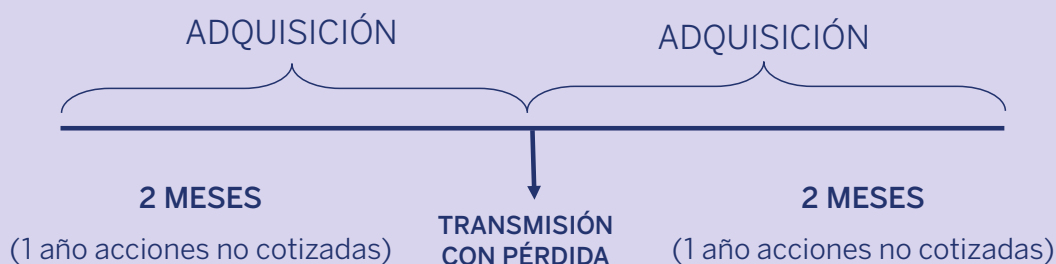 ADQUISICIÓN
ADQUISICIÓN
2 MESES
(1 año acciones no cotizadas)
TRANSMISIÓN
CON PÉRDIDA
2 MESES
(1 año acciones no cotizadas)